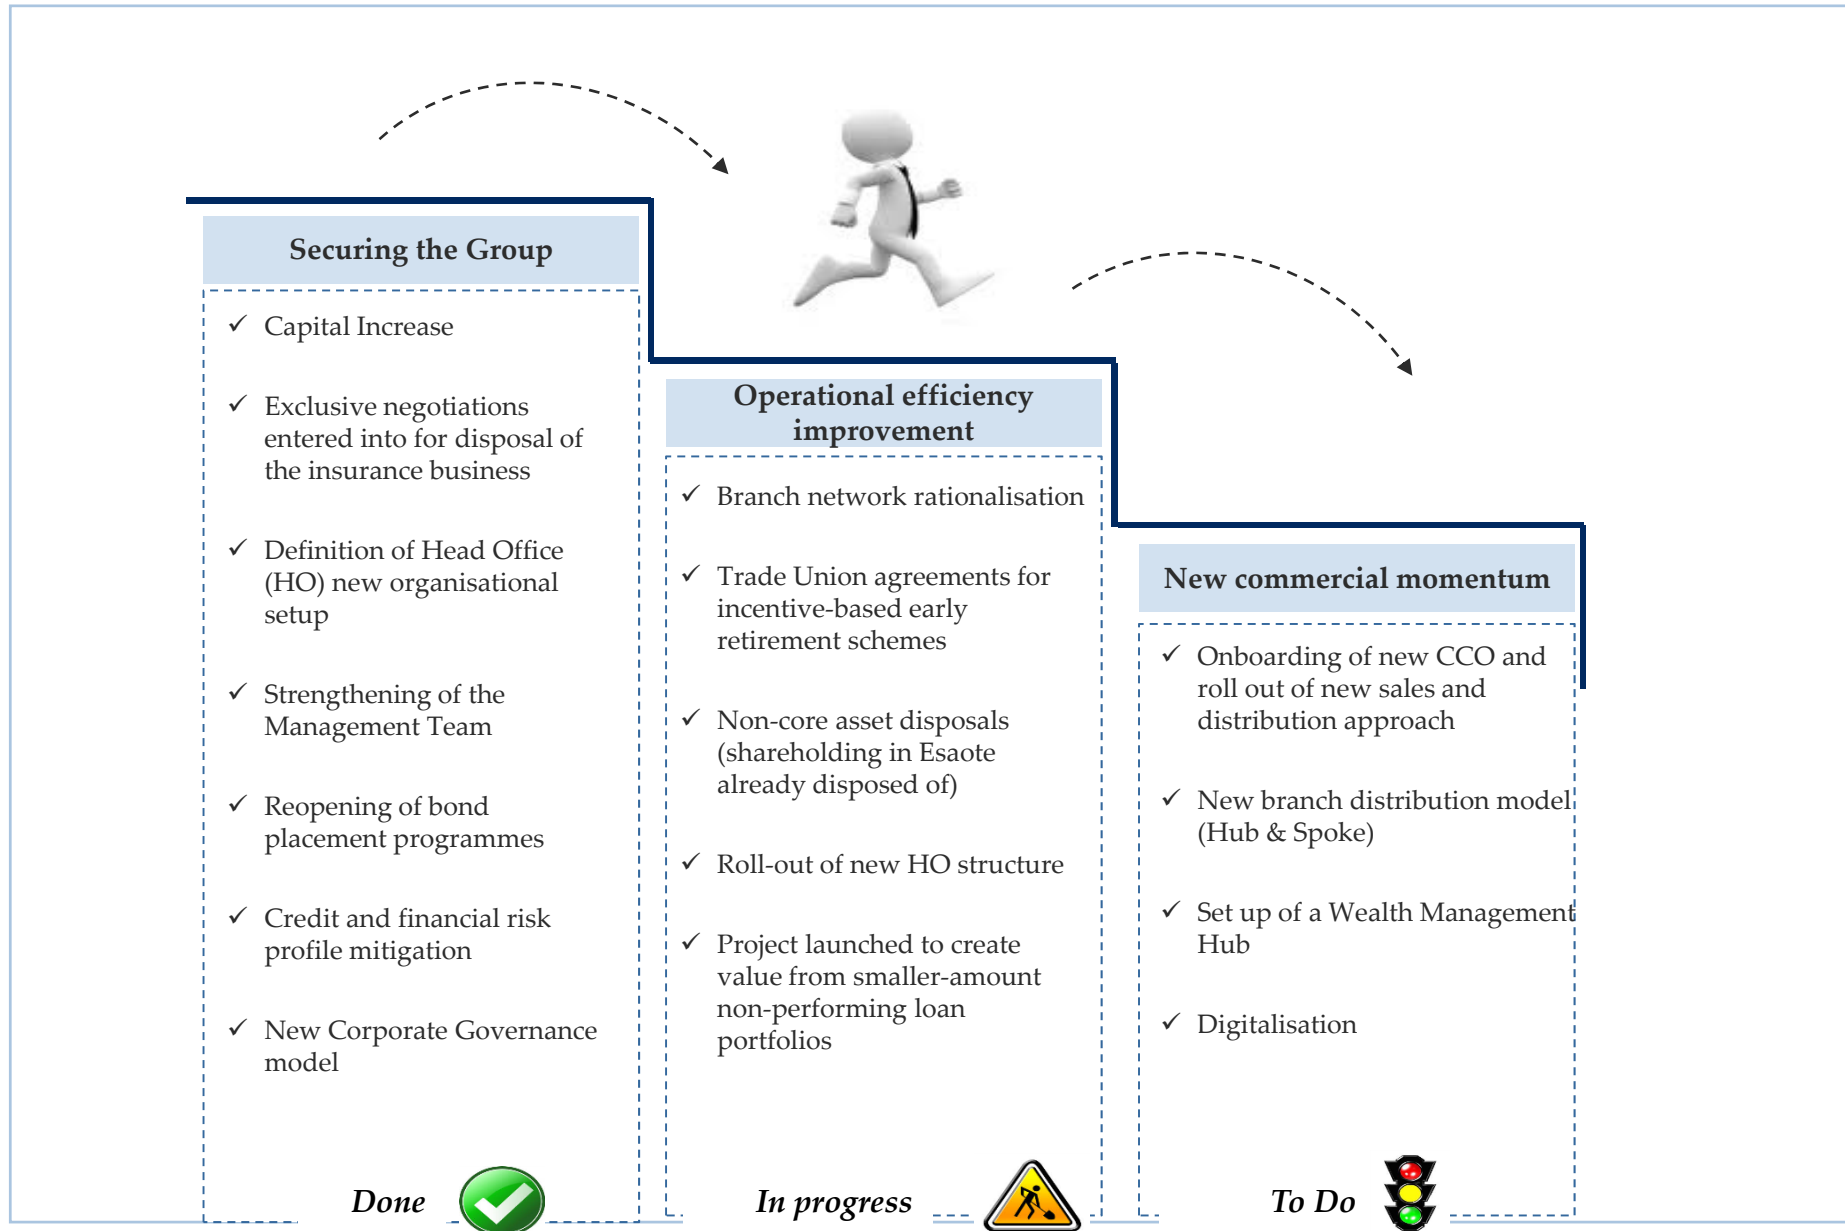 Securing the Group
✓ Capital Increase
✓ Exclusive negotiations
entered into for disposal of
the insurance business
✓ Definition of Head Office
(HO) new organisational
setup
✓ Strengthening of the
Management Team
✓ Reopening of bond
placement programmes
✓ Credit and financial risk
profile mitigation
✓ New Corporate Governance
model
Done
Operational efficiency
improvement
✓ Branch network rationalisation
✓ Trade Union agreements for
incentive-based early
retirement schemes
✓ Non-core asset disposals
(shareholding in Esaote
already disposed of)
✓ Roll-out of new HO structure
✓ Project launched to create
value from smaller-amount
non-performing loan
portfolios
In progress
New commercial momentum
✓ Onboarding of new CCO and
roll out of new sales and
distribution approach
✓ New branch distribution model
(Hub & Spoke)
✓ Set up of a Wealth Management
Hub
✓ Digitalisation
To Do